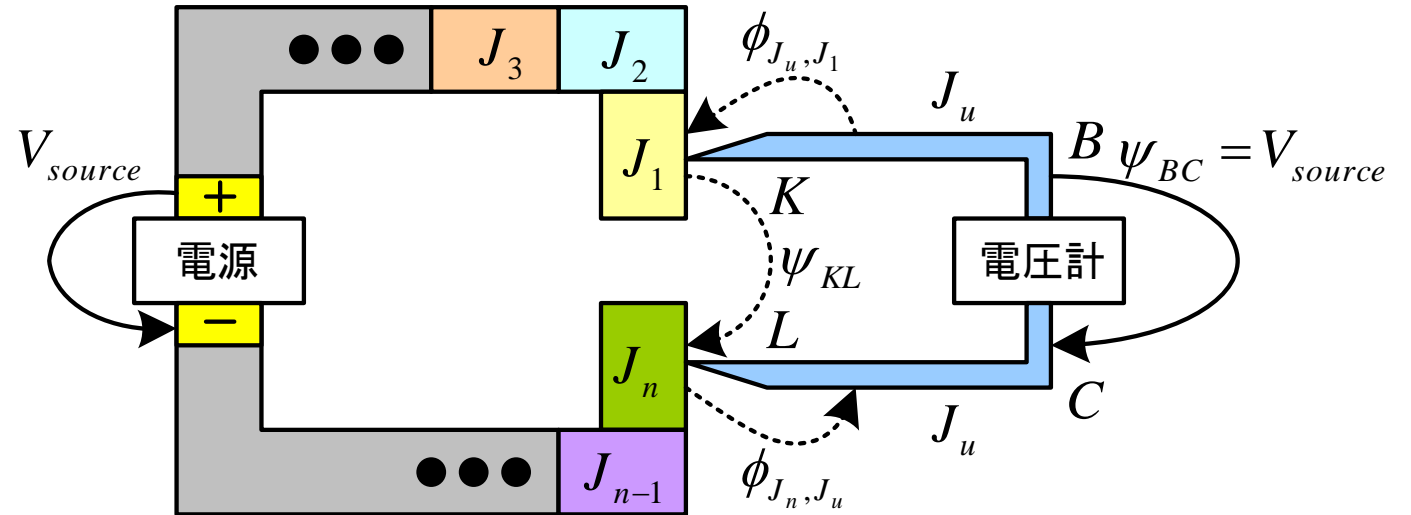 ●●● J_3 J_2 ϕ_{J_u,J_1} J_u
V_{source} J_1 B ψ_{BC} = V_{source}
+ K
電源 ψ_{KL} 電圧計
− L
J_n C
J_u
●●● J_{n−1} ϕ_{J_n,J_u}